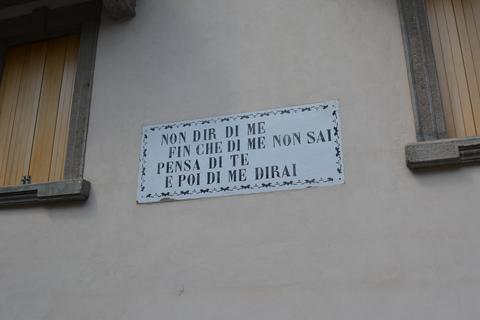 NON DIR DI ME
FIN CHE DI ME NON SAI
PENSA DI TE
E POI DI ME DIRAI